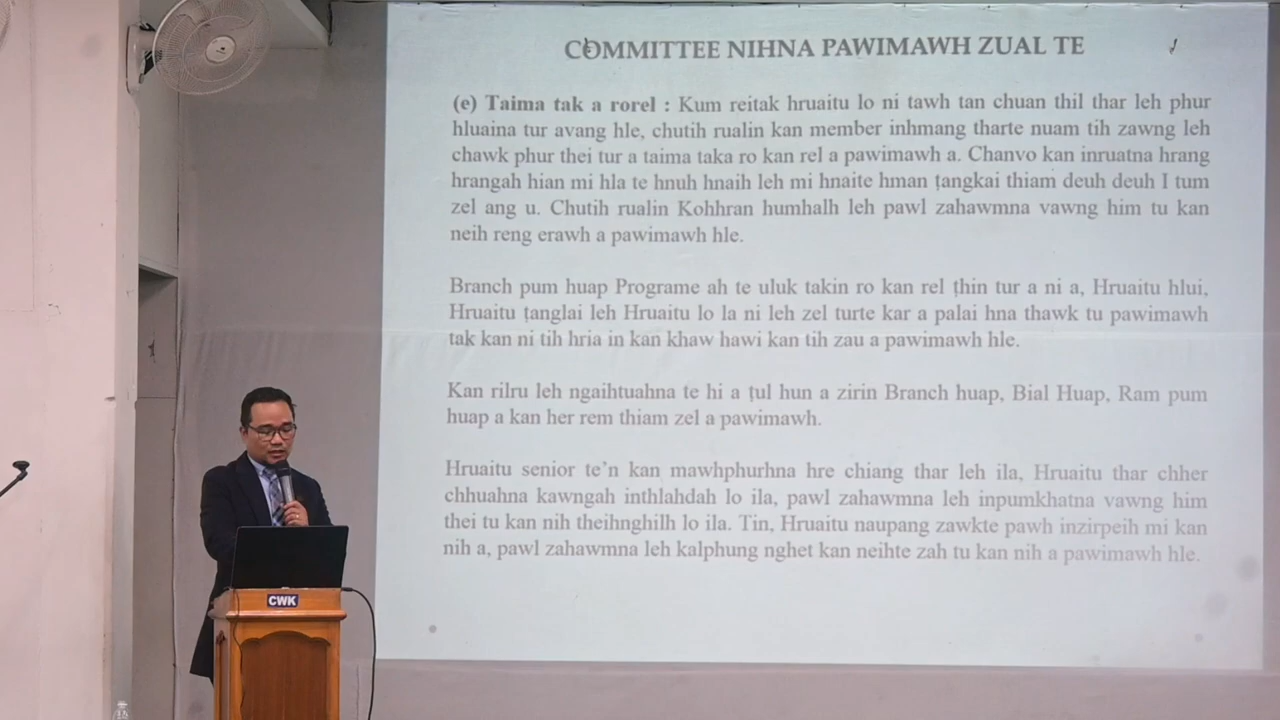 COMMITTEE NIHNA PAWIMAWH ZUAL TE
(e) Taima tak a rorel : Kum reitak hruaitu lo ni tawh tan chuan thil thar leh phur
hluaina tur avang hle, chutih rualin kan member inhmang tharte nuam tih zawng leh
chawk phur thei tur a taima taka ro kan rel a pawimawh a. Chanvo kan inruatna hrang
hrangah hian mi hla te hnuh hnaih leh mi hnaite hman ṭangkai thiam deuh deuh I tum
zel ang u. Chutih rualin Kohhran humhalh leh pawl zahawmna vawng him tu kan
neih reng erawh a pawimawh hle.
Branch pum huap Programe ah te uluk takin ro kan rel ṭhin tur a ni a, Hruaitu hlui,
Hruaitu ṭanglai leh Hruaitu lo la ni leh zel turte kar a palai hna thawk tu pawimawh
tak kan ni tih hria in kan khaw hawi kan tih zau a pawimawh hle.
Kan rilru leh ngaihtuahna te hi a ṭul hun a zirin Branch huap, Bial Huap, Ram pum
huap a kan her rem thiam zel a pawimawh.
Hruaitu senior te’n kan mawhphurhna hre chiang thar leh ila, Hruaitu thar chher
chhuahna kawngah inthlahdah lo ila, pawl zahawmna leh inpumkhatna vawng him
thei tu kan nih theihnghilh lo ila. Tin, Hruaitu naupang zawkte pawh inzirpeih mi kan
nih a, pawl zahawmna leh kalphung nghet kan neihte zah tu kan nih a pawimawh hle.
CWK